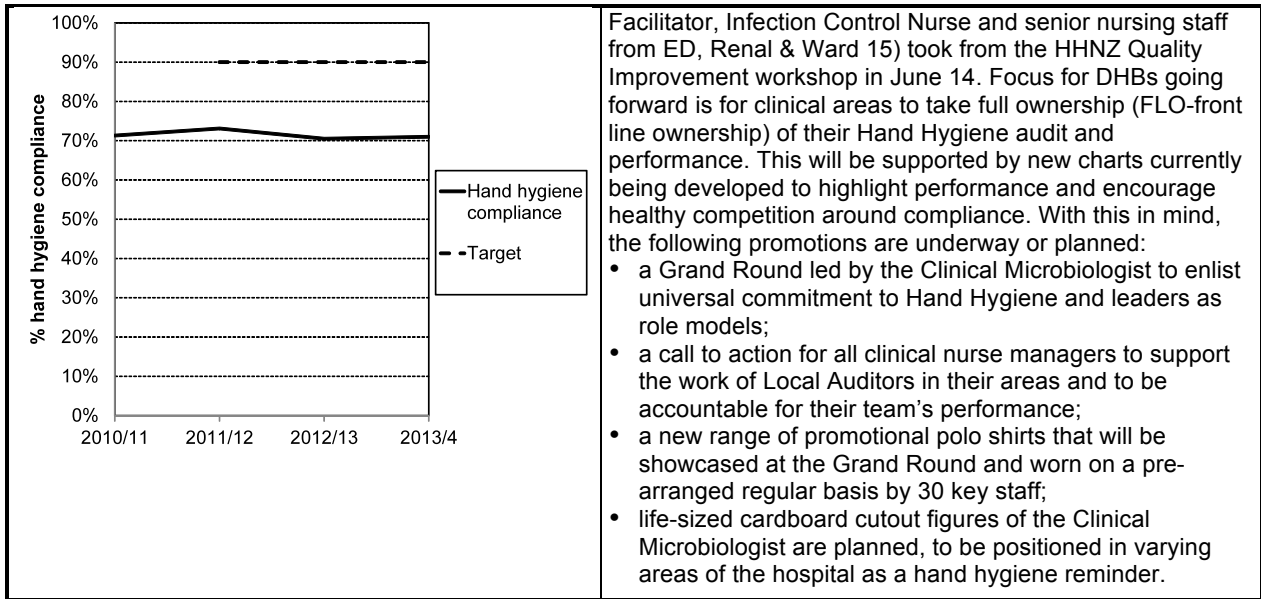 100%
90%
80%
70%
60%
50%
40%
30%
20%
10%
0%
% hand hygiene compliance
2010/11 2011/12 2012/13 2013/4
Hand hygiene
compliance
Target
Facilitator, Infection Control Nurse and senior nursing staff
from ED, Renal & Ward 15) took from the HHNZ Quality
Improvement workshop in June 14. Focus for DHBs going
forward is for clinical areas to take full ownership (FLO-front
line ownership) of their Hand Hygiene audit and
performance. This will be supported by new charts currently
being developed to highlight performance and encourage
healthy competition around compliance. With this in mind,
the following promotions are underway or planned:
• a Grand Round led by the Clinical Microbiologist to enlist
universal commitment to Hand Hygiene and leaders as
role models;
• a call to action for all clinical nurse managers to support
the work of Local Auditors in their areas and to be
accountable for their team's performance;
• a new range of promotional polo shirts that will be
showcased at the Grand Round and worn on a pre-
arranged regular basis by 30 key staff;
• life-sized cardboard cutout figures of the Clinical
Microbiologist are planned, to be positioned in varying
areas of the hospital as a hand hygiene reminder.